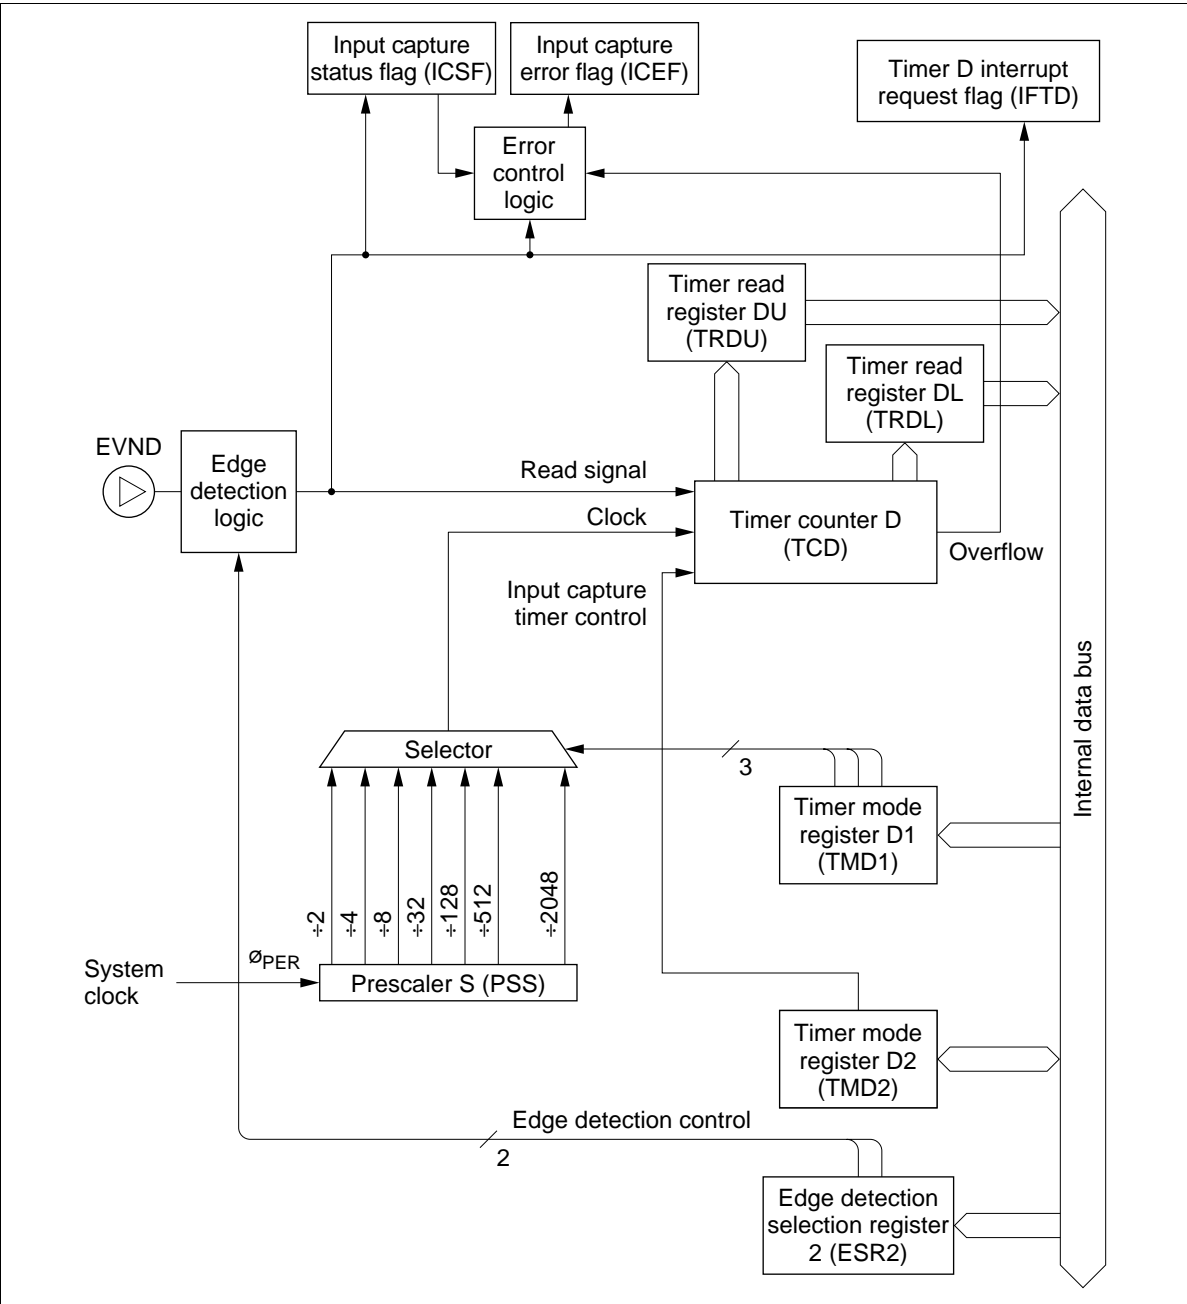 Input capture
status flag (ICSF)
Input capture
error flag (ICEF)
Timer D interrupt
request flag (IFTD)
Error
control
logic
Timer read
register DU
(TRDU)
Timer read
register DL
(TRDL)
EVND
Edge
detection
logic
Read signal
Clock
Timer counter D
(TCD)
Overflow
Input capture
timer control
Internal data bus
Selector
3
Timer mode
register D1
(TMD1)
÷2
÷4
÷8
÷32
÷128
÷512
÷2048
System
clock
øPER
Prescaler S (PSS)
Timer mode
register D2
(TMD2)
Edge detection control
2
Edge detection
selection register
2 (ESR2)